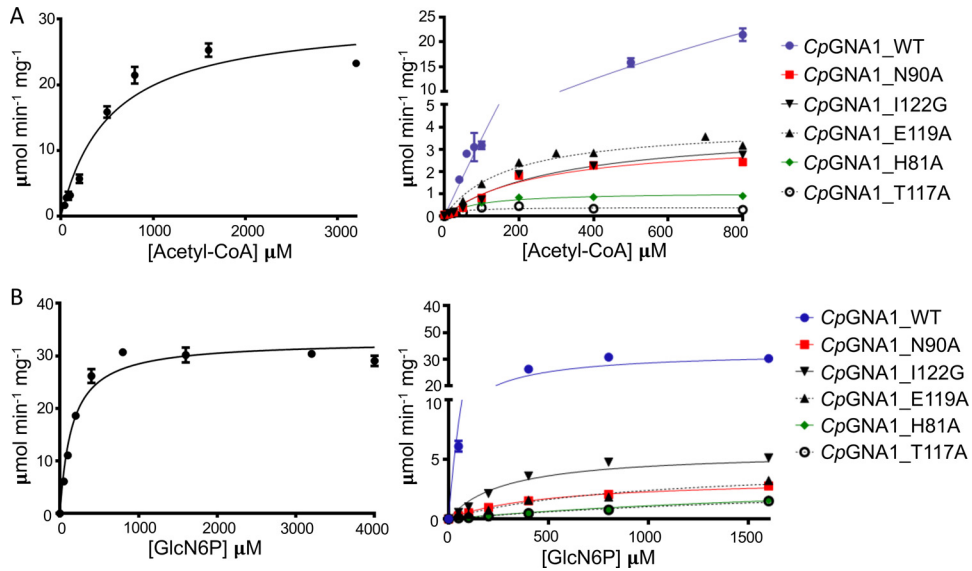 A
µmol min⁻¹ mg⁻¹
30
20
10
0
0
1000
2000
3000
[Acetyl-CoA] µM
µmol min⁻¹ mg⁻¹
25
20
15
10
5
4
3
2
1
0
0
200
400
600
800
[Acetyl-CoA] µM
CpGNA1_WT
CpGNA1_N90A
CpGNA1_I122G
CpGNA1_E119A
CpGNA1_H81A
CpGNA1_T117A
B
µmol min⁻¹ mg⁻¹
40
30
20
10
0
0
1000
2000
3000
4000
[GlcN6P] µM
µmol min⁻¹ mg⁻¹
40
50
30
20
10
5
0
0
500
1000
1500
[GlcN6P] µM
CpGNA1_WT
CpGNA1_N90A
CpGNA1_I122G
CpGNA1_E119A
CpGNA1_H81A
CpGNA1_T117A